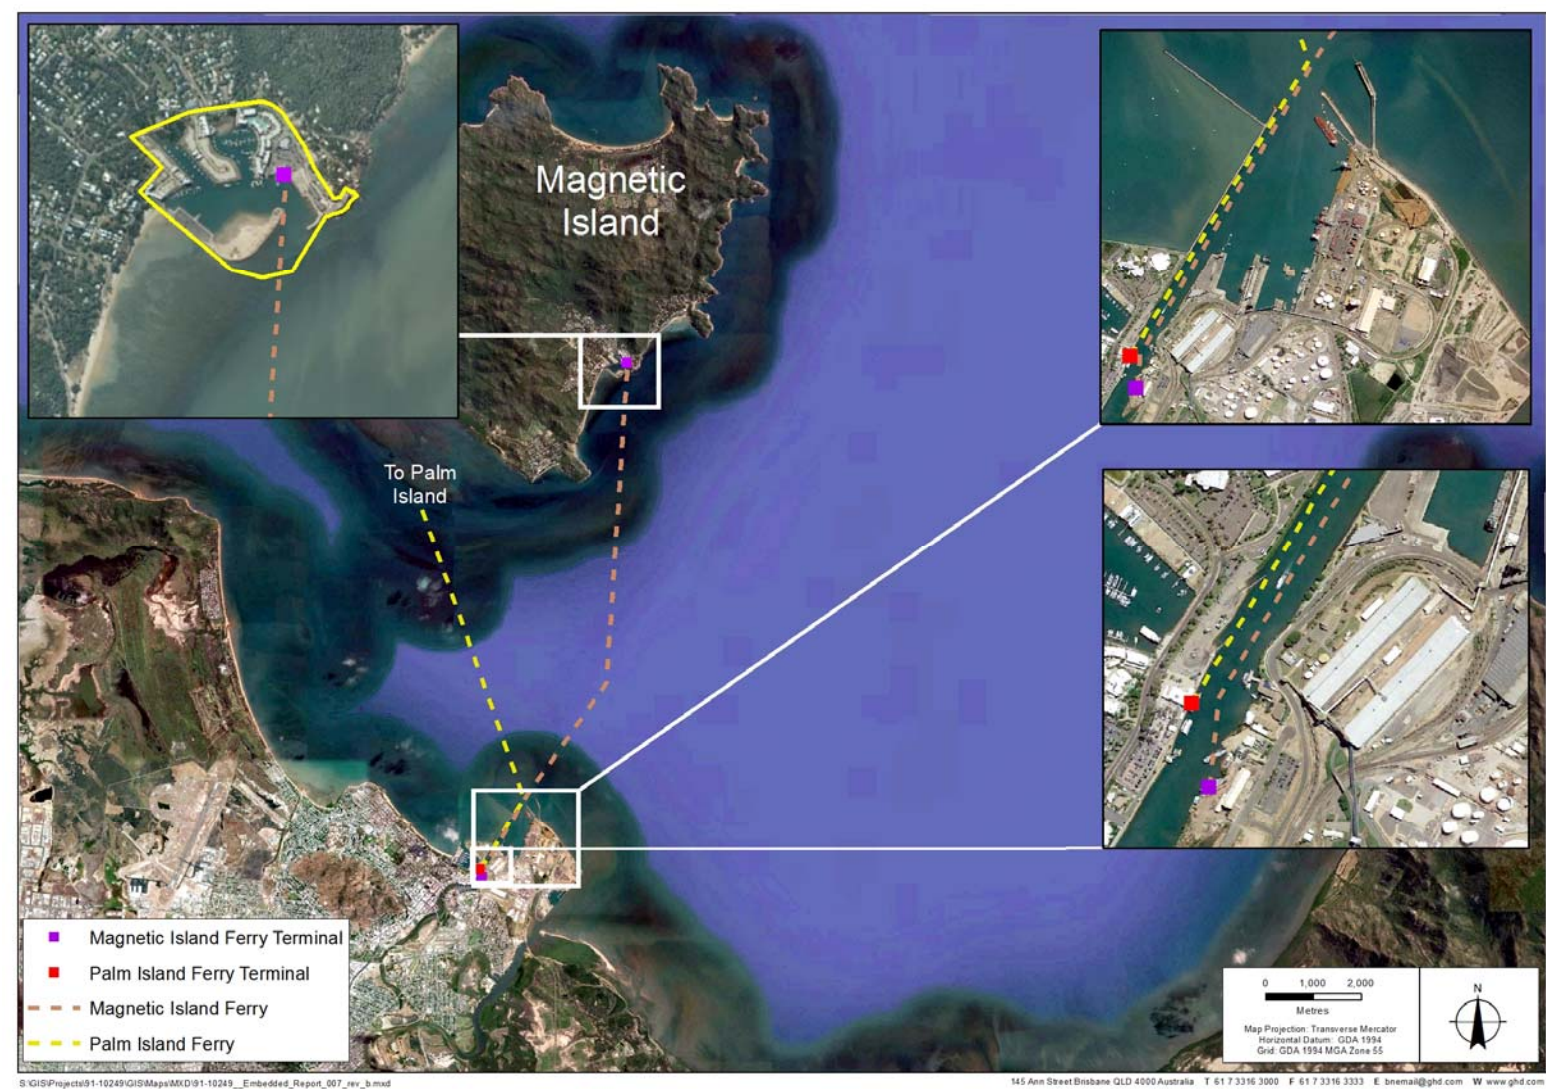 Magnetic
Island
To Palm
Island
Magnetic Island Ferry Terminal
Palm Island Ferry Terminal
Magnetic Island Ferry
Palm Island Ferry
0 1,000 2,000
Metres
Map Projection: Transverse Mercator
Horizontal Datum: GDA 1994
Grid: GDA 1994 MGA Zone 55
N
S:\GIS\Projects\91-10249\GIS\Maps\MXD\91-10249__Embedded_Report_007_rev_b.mxd
145 Ann Street Brisbane QLD 4000 Australia T 61 7 3316 3000 F 61 7 3316 3333 E bnemail@ghd.com W www.ghd.com